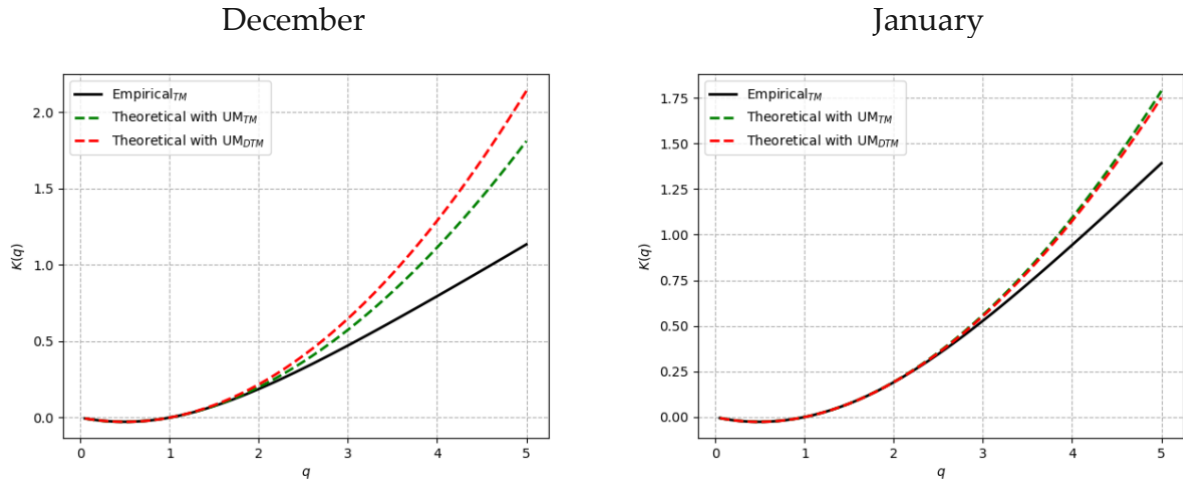 December
Empirical_TM
Theoretical with UM_TM
Theoretical with UM_DTM
2.0
1.5
1.0
0.5
0.0
K(q)
0 1 2 3 4 5
q
January
Empirical_TM
Theoretical with UM_TM
Theoretical with UM_DTM
1.75
1.50
1.25
1.00
0.75
0.50
0.25
0.00
K(q)
0 1 2 3 4 5
q